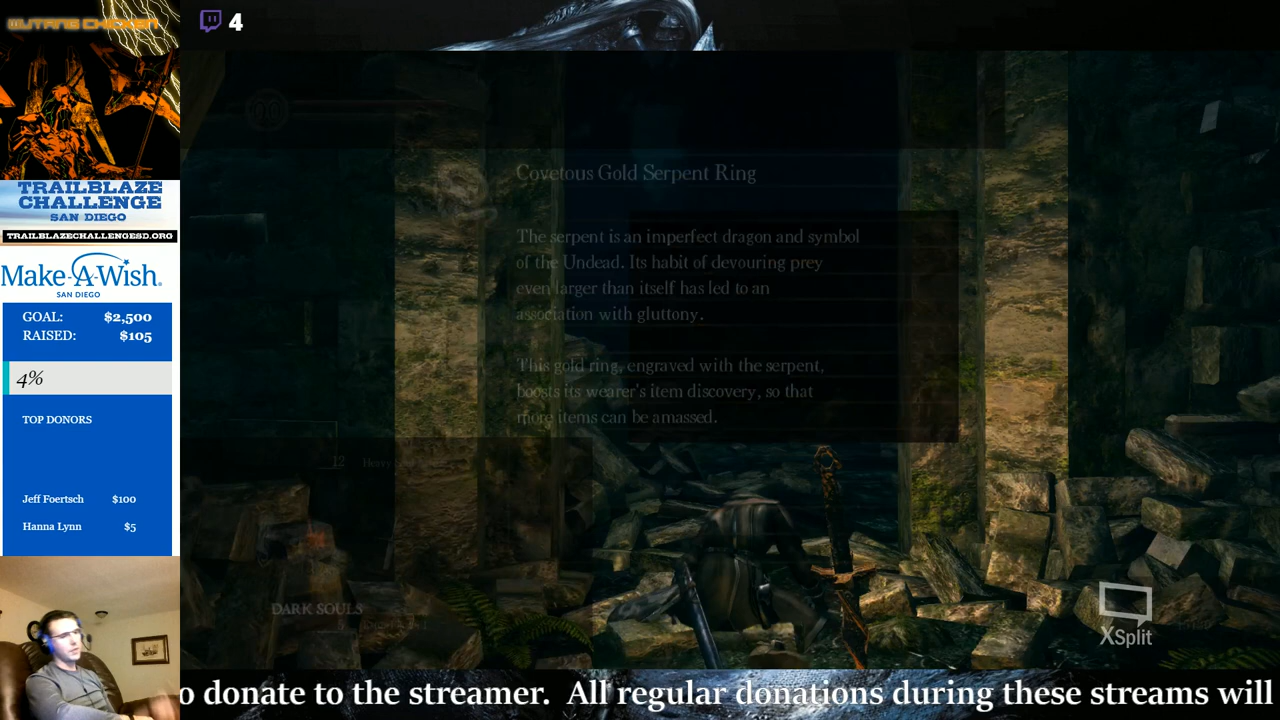 WUTANG CHICKEN
4
TRAILBLAZE
CHALLENGE
SAN DIEGO
TRAILBLAZECHALLENGESD.ORG
Make-A-Wish.
SAN DIEGO
GOAL: $2,500
RAISED: $105
4%
TOP DONORS
Jeff Foertsch $100
Hanna Lynn $5
Covetous Gold Serpent Ring
The serpent is an imperfect dragon and symbol
of the Undead. Its habit of devouring prey
even larger than itself has led to an
association with gluttony.
This gold ring, engraved with the serpent,
boosts its wearer's item discovery, so that
more items can be amassed.
12 Heavy
DARK SOULS
XSplit
o donate to the streamer. All regular donations during these streams will